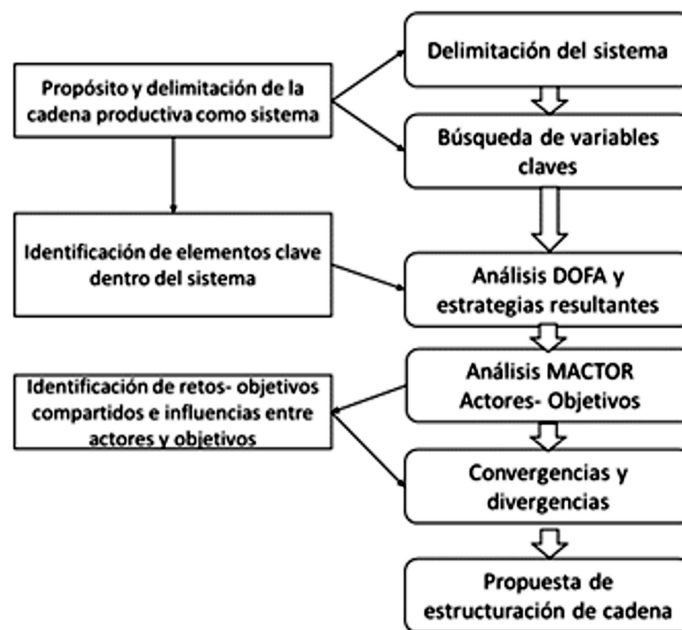 Delimitación del sistema
Propósito y delimitación de la
cadena productiva como sistema
Búsqueda de variables
claves
Identificación de elementos clave
dentro del sistema
Análisis DOFA y
estrategias resultantes
Análisis MACTOR
Actores- Objetivos
Identificación de retos- objetivos
compartidos e influencias entre
actores y objetivos
Convergencias y
divergencias
Propuesta de
estructuración de cadena